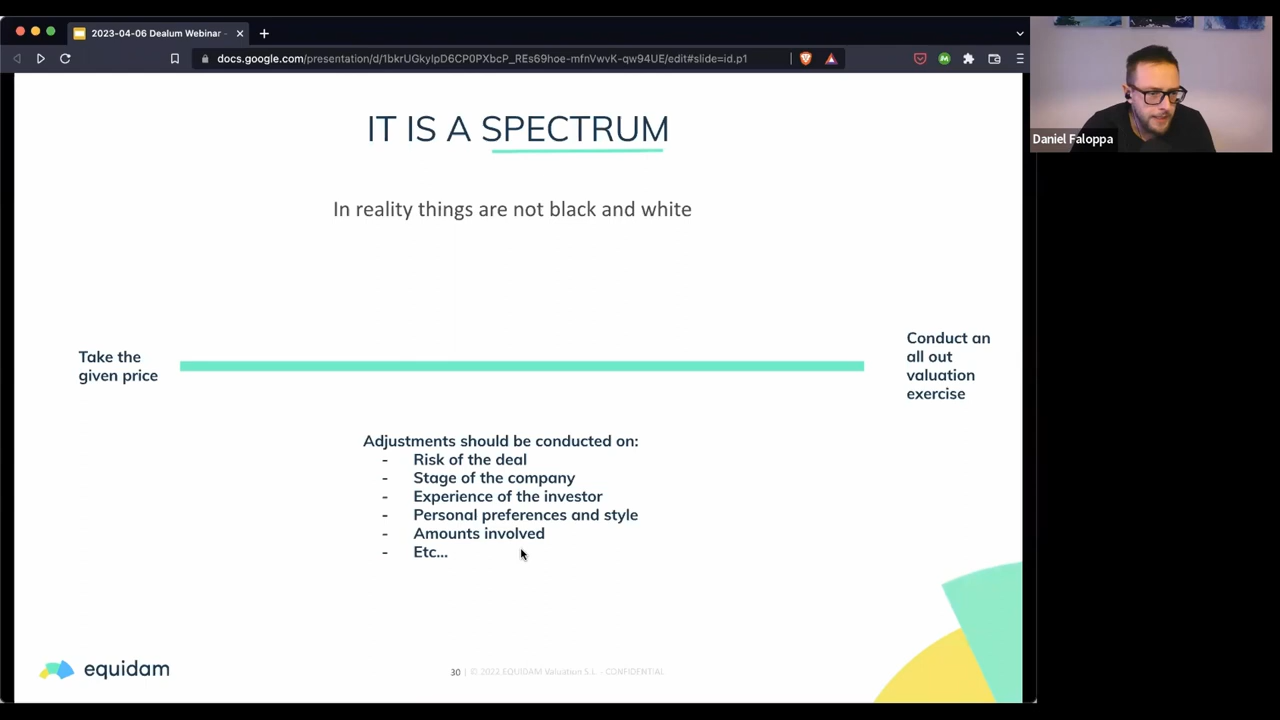 2023-04-06 Dealum Webinar -
docs.google.com/presentation/d/1bkrUGkyIpD6CP0PXbcP_REs69hoe-mfnVwvK-qw94UE/edit#slide=id.p1
Daniel Faloppa
IT IS A SPECTRUM
In reality things are not black and white
Take the
given price
Conduct an
all out
valuation
exercise
Adjustments should be conducted on:
- Risk of the deal
- Stage of the company
- Experience of the investor
- Personal preferences and style
- Amounts involved
- Etc...
equidam
30 | © 2022 EQUIDAM Valuation S.L. - CONFIDENTIAL